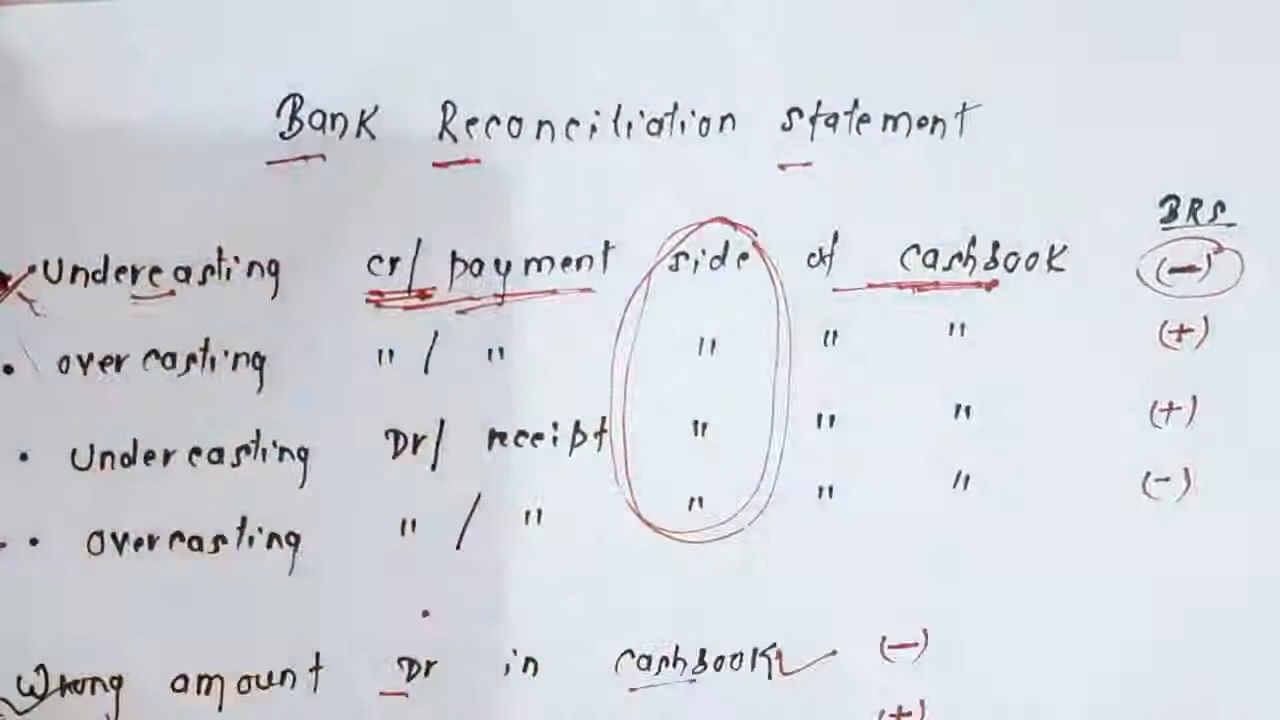 Bank Reconciliation statement
BRS
Undercasting cr/ payment side of cashbook (-)
• overcasting " / " " " " (+)
• Undercasting Dr/ receipt " " " (+)
• • overcasting " / " " " " (-)
Wrong amount Dr in cashbook (-)
(+)